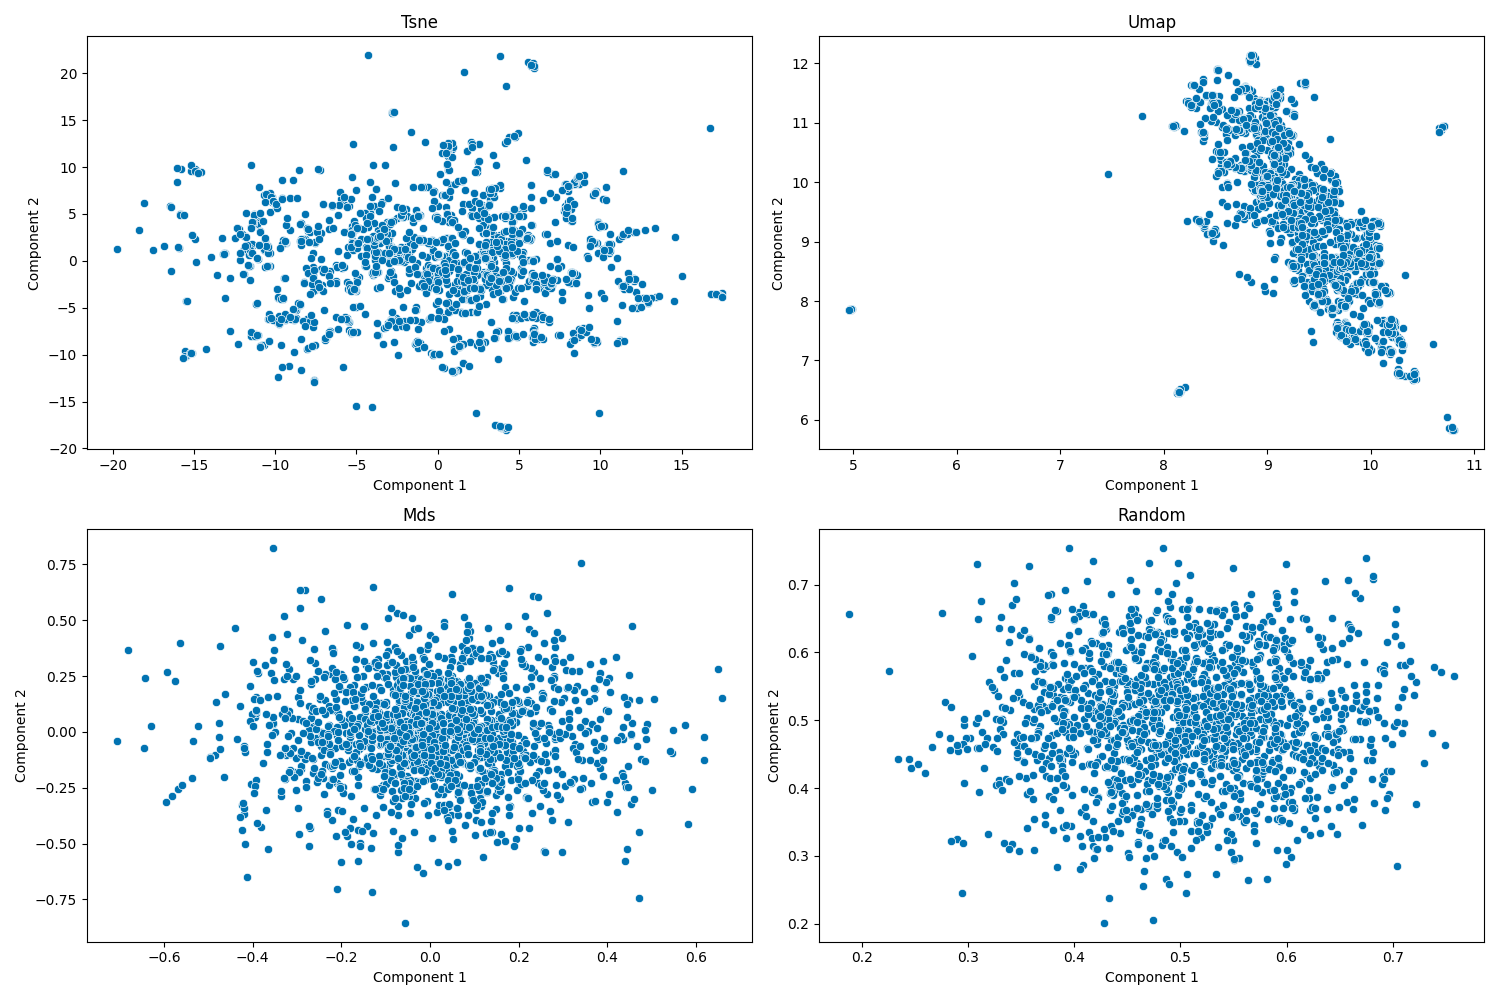 Tsne
Umap
20
15
10
5
0
−5
−10
−15
−20
Component 2
−20 −15 −10 −5 0 5 10 15
Component 1
12
11
10
9
8
7
6
Component 2
5 6 7 8 9 10 11
Component 1
Mds
Random
0.75
0.50
0.25
0.00
−0.25
−0.50
−0.75
Component 2
−0.6 −0.4 −0.2 0.0 0.2 0.4 0.6
Component 1
0.7
0.6
0.5
0.4
0.3
0.2
Component 2
0.2 0.3 0.4 0.5 0.6 0.7
Component 1